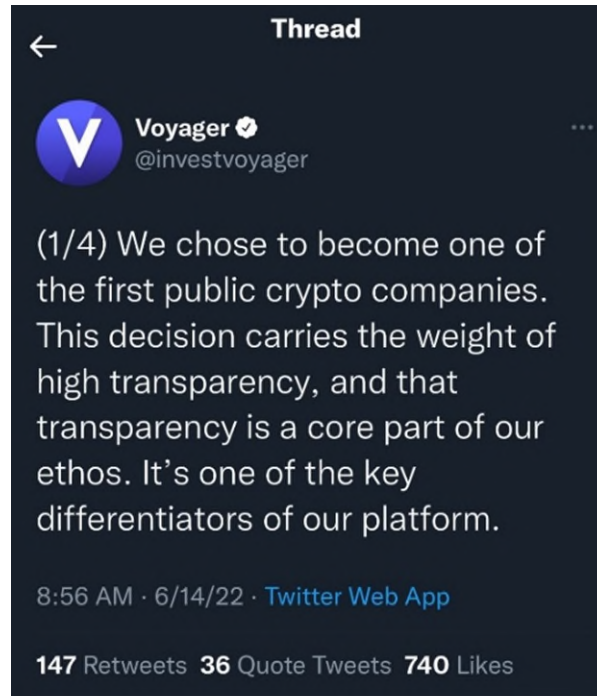 Thread
V
Voyager
@investvoyager
(1/4) We chose to become one of
the first public crypto companies.
This decision carries the weight of
high transparency, and that
transparency is a core part of our
ethos. It’s one of the key
differentiators of our platform.
8:56 AM · 6/14/22 · Twitter Web App
147 Retweets 36 Quote Tweets 740 Likes